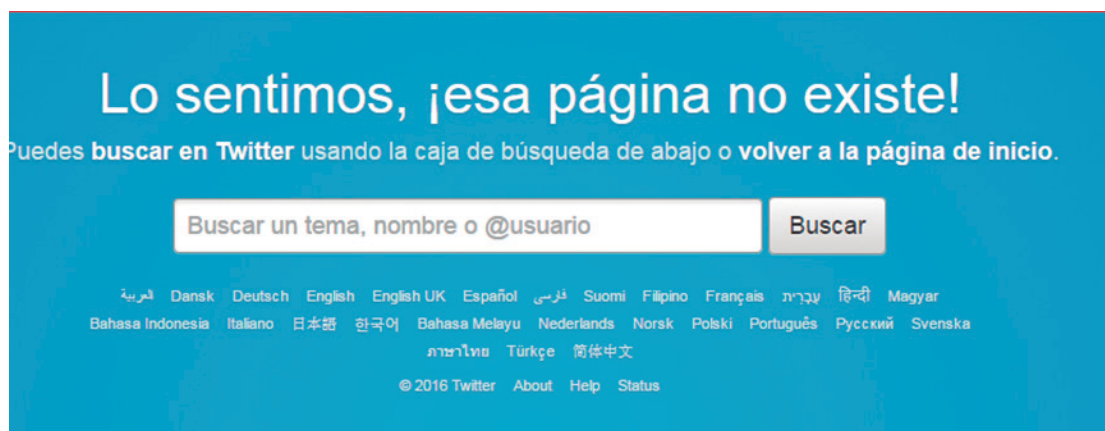 Lo sentimos, ¡esa página no existe!
Puedes buscar en Twitter usando la caja de búsqueda de abajo o volver a la página de inicio.
Buscar un tema, nombre o @usuario Buscar
العربية Dansk Deutsch English English UK Español فارسی Suomi Filipino Français עִבְרִית हिन्दी Magyar
Bahasa Indonesia Italiano 日本語 한국어 Bahasa Melayu Nederlands Norsk Polski Português Русский Svenska
ภาษาไทย Türkçe 简体中文
© 2016 Twitter About Help Status